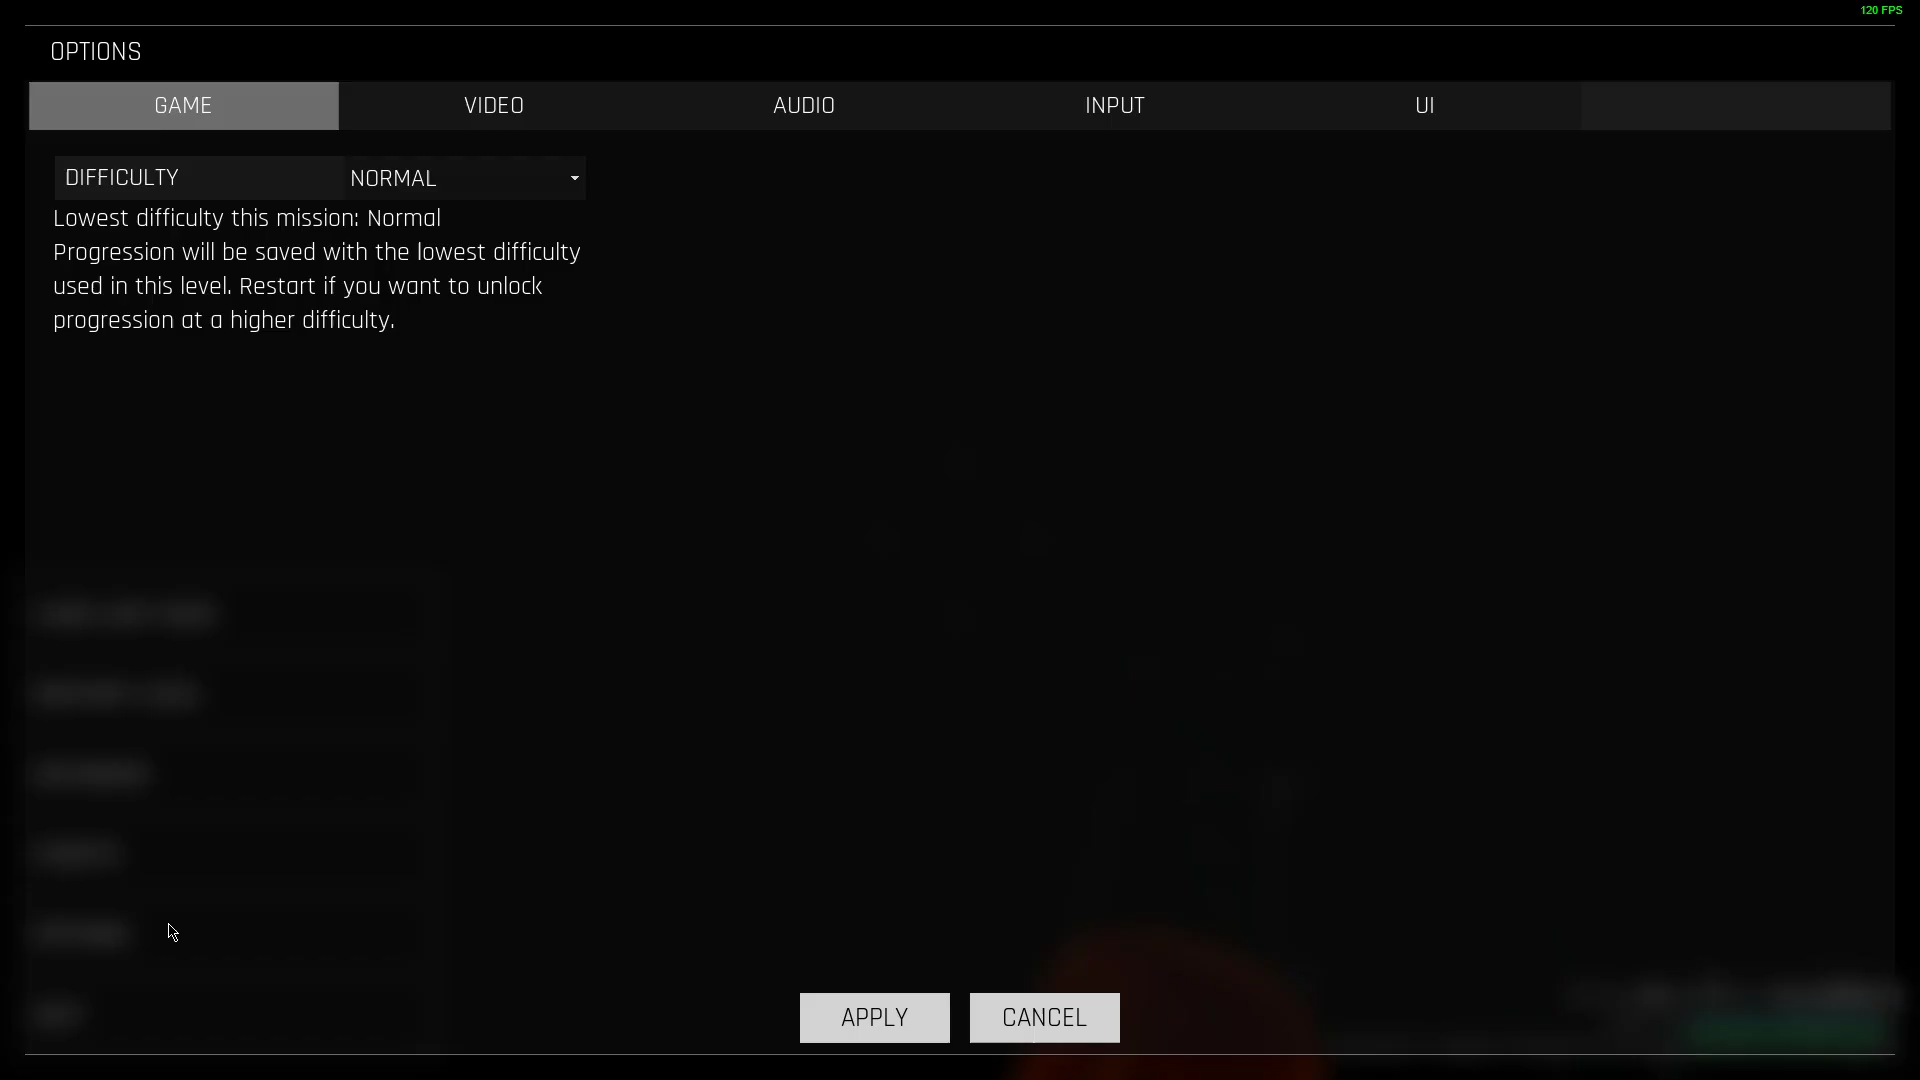 120 FPS
OPTIONS
GAME
VIDEO
AUDIO
INPUT
UI
DIFFICULTY
NORMAL
Lowest difficulty this mission: Normal
Progression will be saved with the lowest difficulty
used in this level. Restart if you want to unlock
progression at a higher difficulty.
APPLY
CANCEL